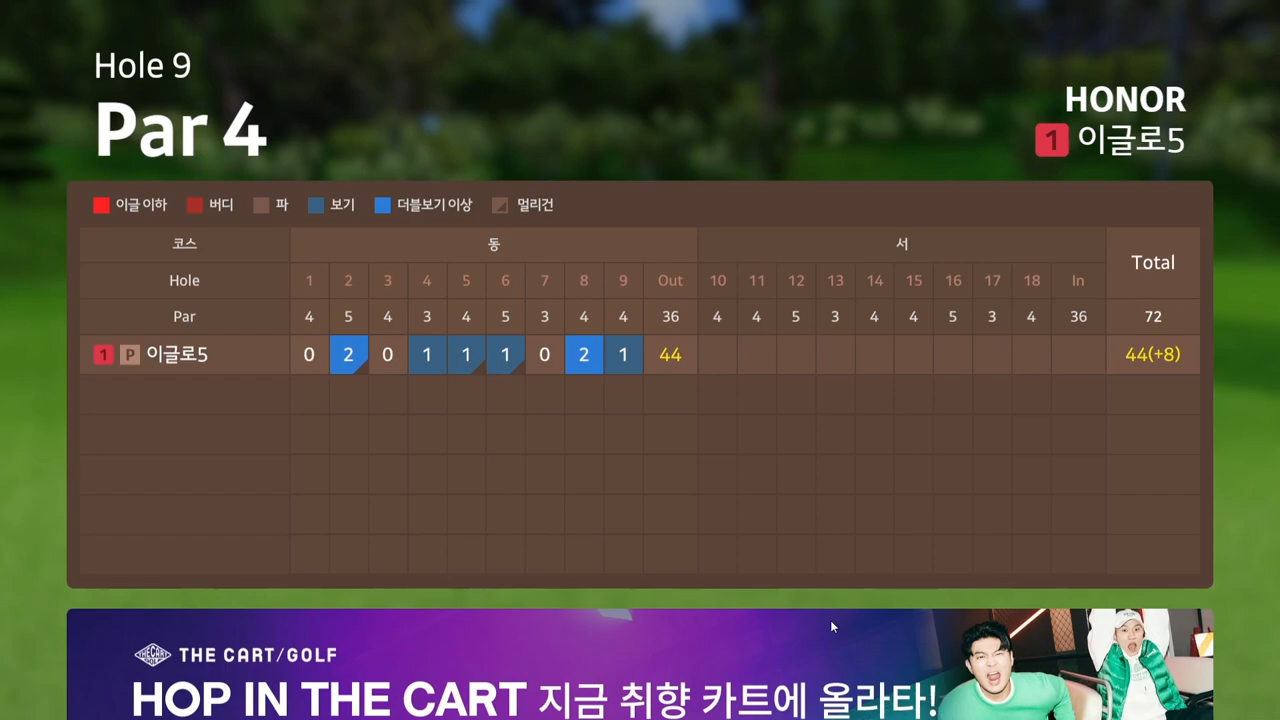 Hole 9
Par 4
HONOR
1 이글로5
이글 이하 버디 파 보기 더블보기 이상 멀리건
코스 동 서 Total
Hole 1 2 3 4 5 6 7 8 9 Out 10 11 12 13 14 15 16 17 18 In
Par 4 5 4 3 4 5 3 4 4 36 4 4 5 3 4 4 5 3 4 36 72
1 P 이글로5 0 2 0 1 1 1 0 2 1 44 44(+8)
THE CART THE CART/GOLF
HOP IN THE CART 지금 취향 카트에 올라타!